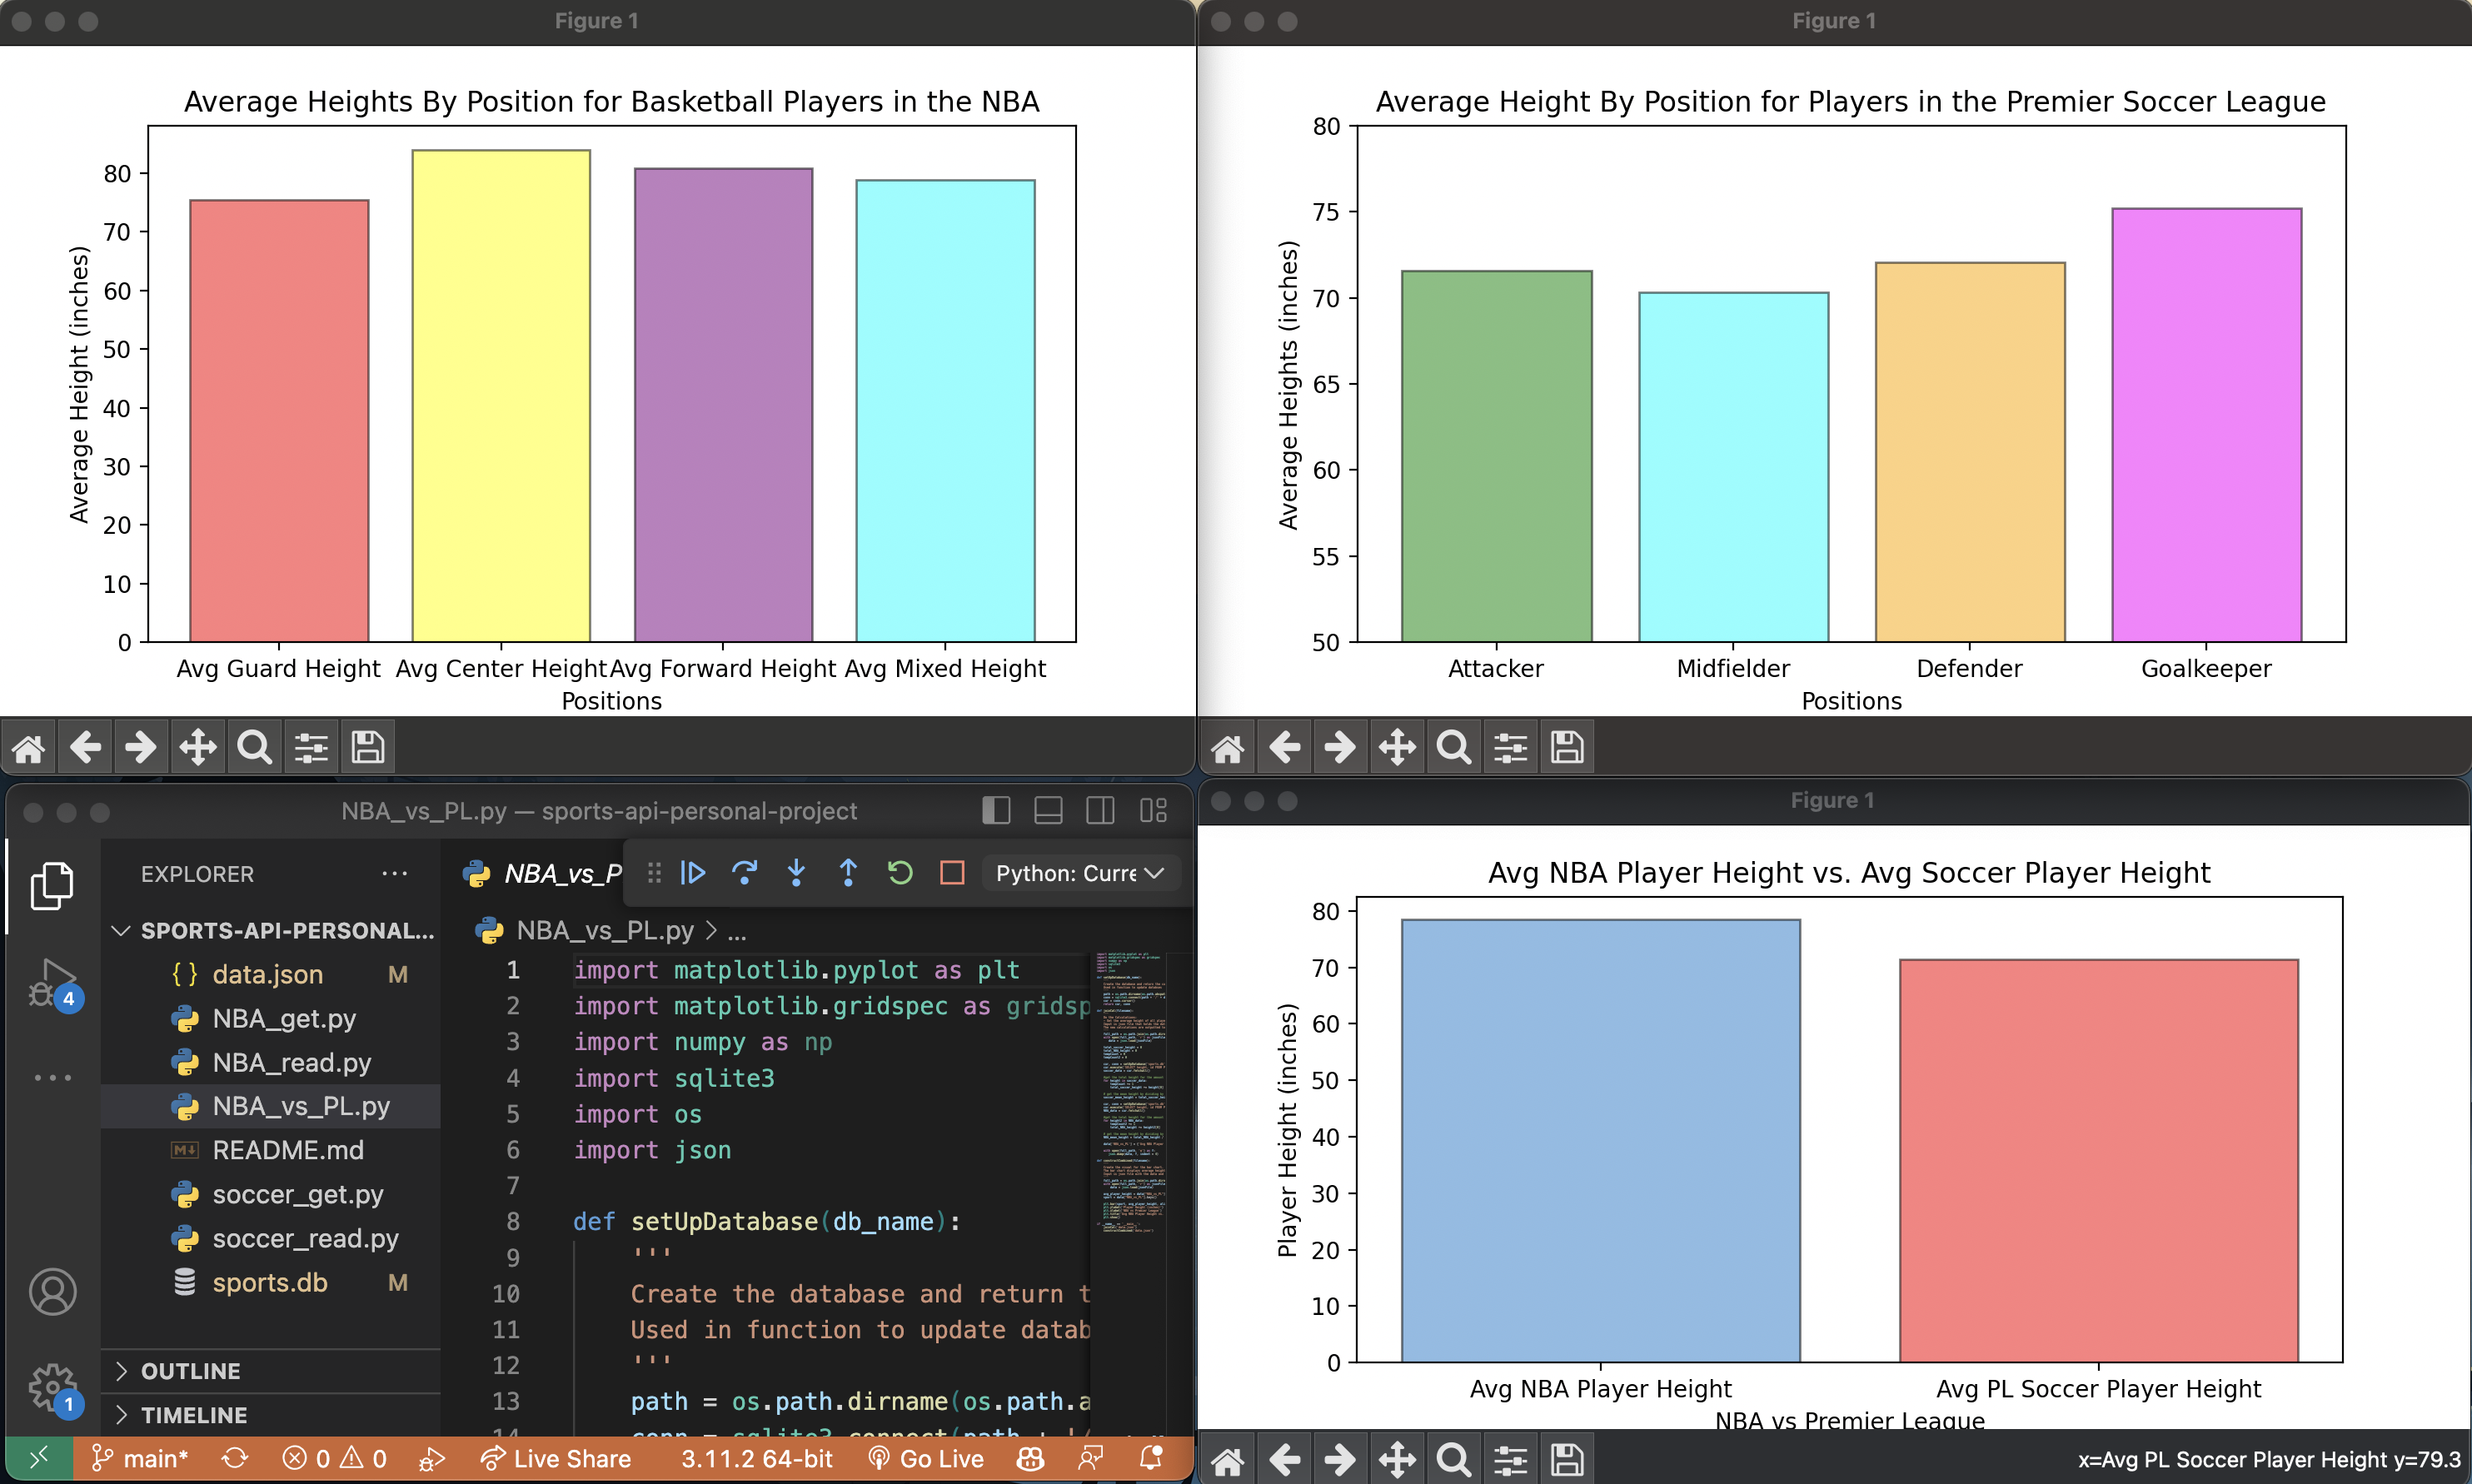 Figure 1
Average Heights By Position for Basketball Players in the NBA
Average Height (inches)
80
70
60
50
40
30
20
10
0
Avg Guard Height Avg Center Height Avg Forward Height Avg Mixed Height
Positions
Figure 1
Average Height By Position for Players in the Premier Soccer League
Average Heights (inches)
80
75
70
65
60
55
50
Attacker Midfielder Defender Goalkeeper
Positions
NBA_vs_PL.py — sports-api-personal-project
EXPLORER ···
SPORTS-API-PERSONAL...
{} data.json M
NBA_get.py
NBA_read.py
NBA_vs_PL.py
README.md
soccer_get.py
soccer_read.py
sports.db M
OUTLINE
TIMELINE
4
1
NBA_vs_P
Python: Curre
NBA_vs_PL.py > ...
1 import matplotlib.pyplot as plt
2 import matplotlib.gridspec as gridsp
3 import numpy as np
4 import sqlite3
5 import os
6 import json
7
8 def setUpDatabase(db_name):
9 '''
10 Create the database and return t
11 Used in function to update datab
12 '''
13 path = os.path.dirname(os.path.a
14 conn = sqlite3.connect(path + '/
main* 0 0 Live Share 3.11.2 64-bit Go Live
Figure 1
Avg NBA Player Height vs. Avg Soccer Player Height
Player Height (inches)
80
70
60
50
40
30
20
10
0
Avg NBA Player Height Avg PL Soccer Player Height
NBA vs Premier League
x=Avg PL Soccer Player Height y=79.3